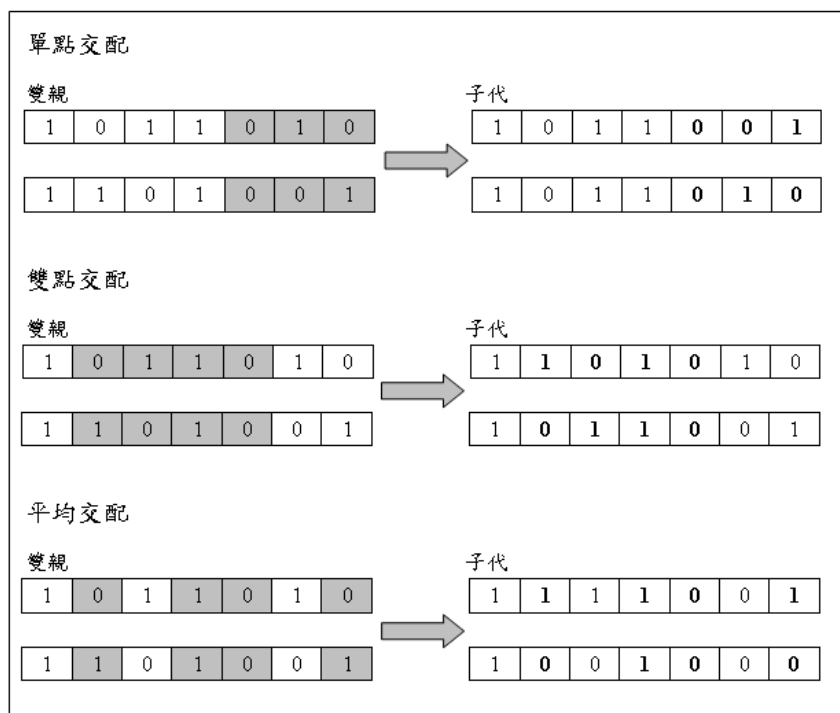 單點交配
雙親 子代
1 0 1 1 0 1 0 1 0 1 1 0 0 1
1 1 0 1 0 0 1 1 0 1 1 0 1 0
雙點交配
雙親 子代
1 0 1 1 0 1 0 1 1 0 1 0 1 0
1 1 0 1 0 0 1 1 0 1 1 0 0 1
平均交配
雙親 子代
1 0 1 1 0 1 0 1 1 1 1 0 0 1
1 1 0 1 0 0 1 1 0 0 1 0 0 0